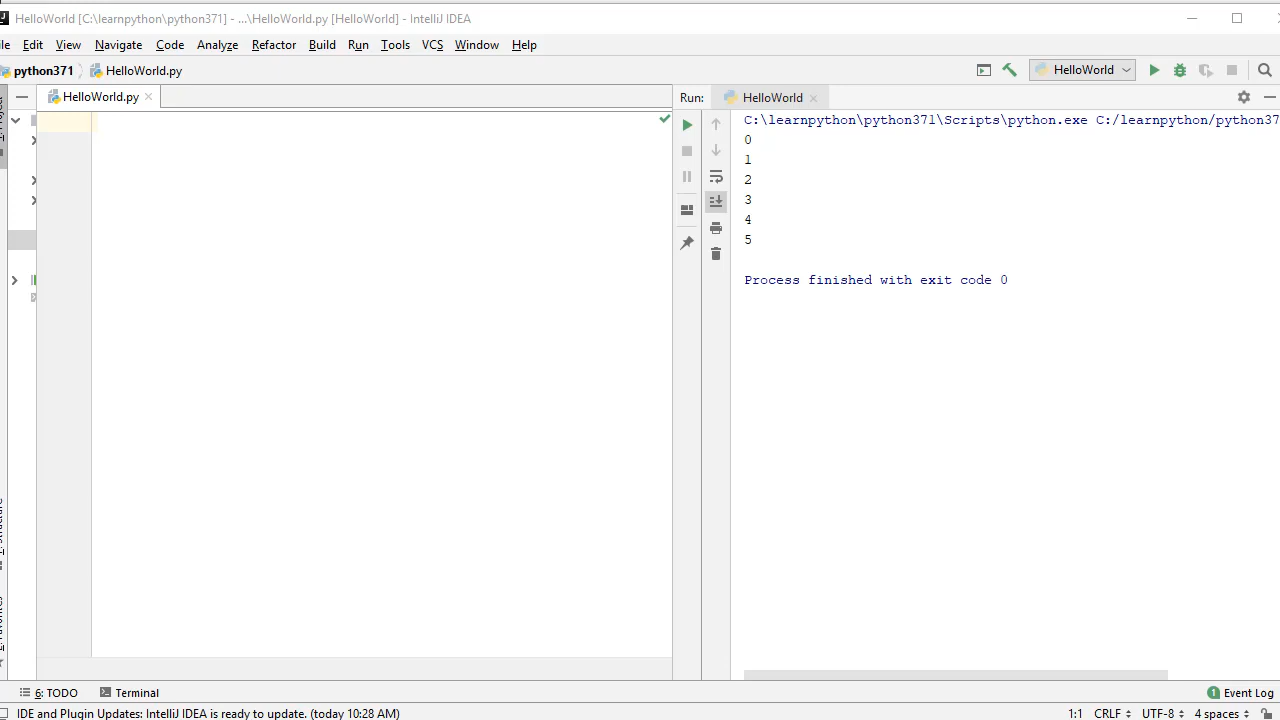 HelloWorld [C:\learnpython\python371] - ...\HelloWorld.py [HelloWorld] - IntelliJ IDEA
Edit View Navigate Code Analyze Refactor Build Run Tools VCS Window Help
python371 HelloWorld.py HelloWorld
HelloWorld.py Run: HelloWorld
C:\learnpython\python371\Scripts\python.exe C:/learnpython/python37
0
1
2
3
4
5
Process finished with exit code 0
6: TODO Terminal 1 Event Log
IDE and Plugin Updates: IntelliJ IDEA is ready to update. (today 10:28 AM) 1:1 CRLF UTF-8 4 spaces